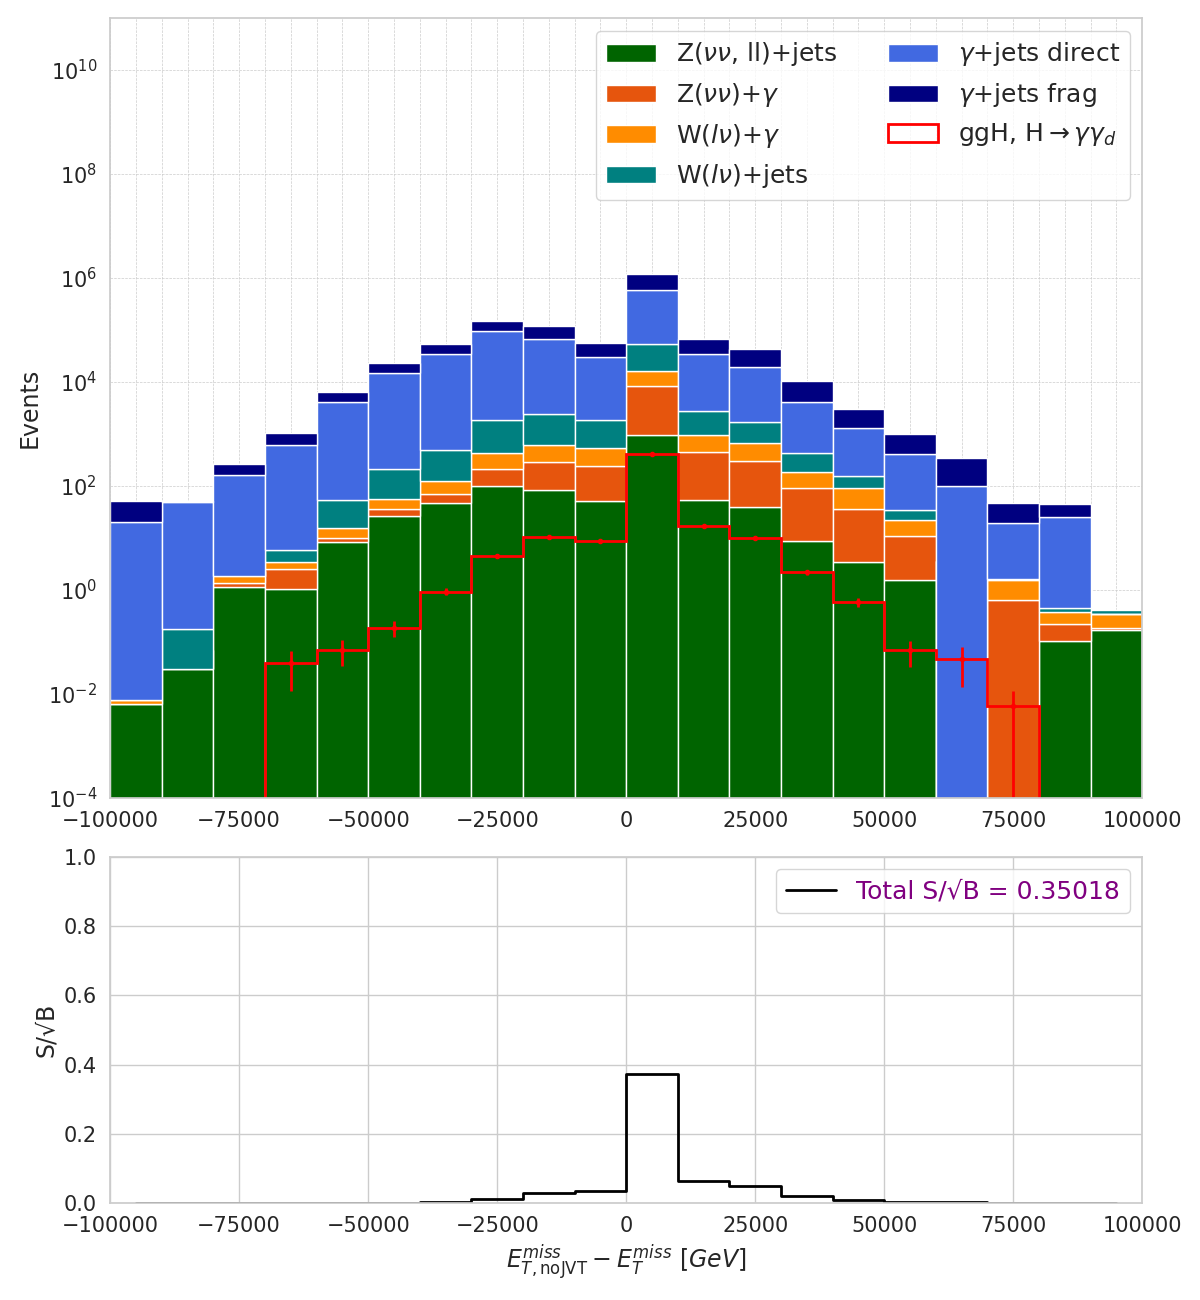 Z(νν, ll)+jets
Z(νν)+γ
W(lν)+γ
W(lν)+jets
γ+jets direct
γ+jets frag
ggH, H→γγ_d
Events
10^10
10^8
10^6
10^4
10^2
10^0
10^−2
10^−4
−100000 −75000 −50000 −25000 0 25000 50000 75000 100000
Total S/√B = 0.35018
S/√B
1.0
0.8
0.6
0.4
0.2
0.0
−100000 −75000 −50000 −25000 0 25000 50000 75000 100000
E_{T,noJVT}^{miss} − E_T^{miss} [GeV]